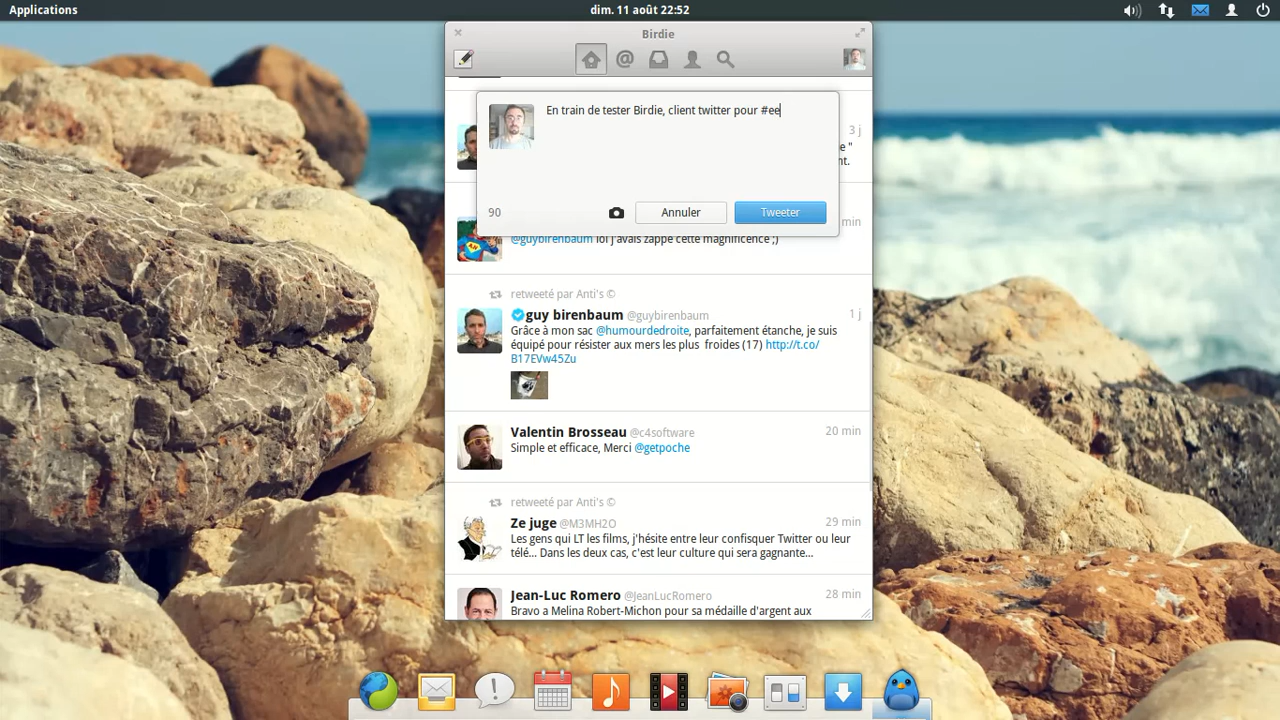 Applications
dim. 11 août 22:52
Birdie
En train de tester Birdie, client twitter pour #ee
3 j
e "
nt.
90
Annuler
Tweeter
min
@guybirenbaum lol j'avais zappé cette magnificence ;)
retweeté par Anti's ©
guy birenbaum @guybirenbaum
1 j
Grâce à mon sac @humourdedroite, parfaitement étanche, je suis
équipé pour résister aux mers les plus froides (17) http://t.co/
B17EVw45Zu
Valentin Brosseau @c4software
20 min
Simple et efficace, Merci @getpoche
retweeté par Anti's ©
Ze juge @M3MH2O
29 min
Les gens qui LT les films, j'hésite entre leur confisquer Twitter ou leur
télé... Dans les deux cas, c'est leur culture qui sera gagnante...
Jean-Luc Romero @JeanLucRomero
28 min
Bravo a Melina Robert-Michon pour sa médaille d'argent aux